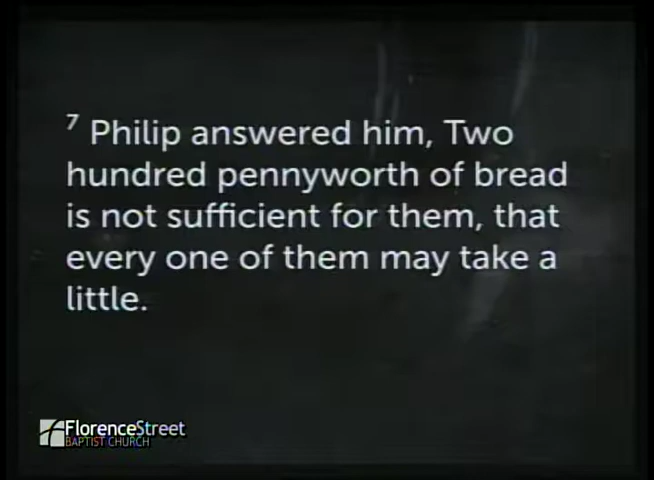 7 Philip answered him, Two
hundred pennyworth of bread
is not sufficient for them, that
every one of them may take a
little.
FlorenceStreet
BAPTIST CHURCH